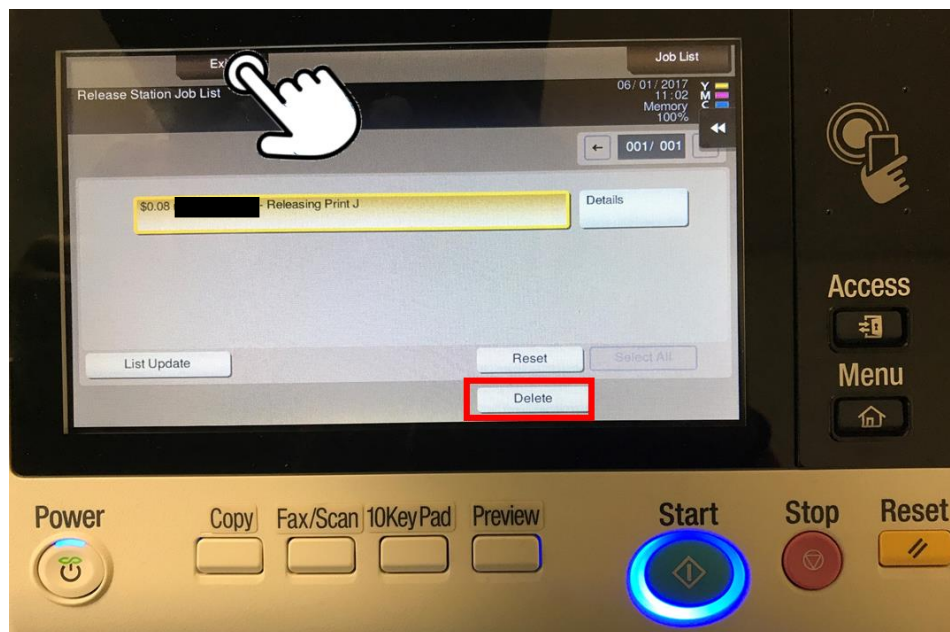 Job List
Release Station Job List
06/01/2017
11:02
Memory
100%
Y
M
C
001/ 001
$0.08
- Releasing Print J
Details
List Update
Reset
Select All
Delete
Access
Menu
Power
Copy
Fax/Scan
10KeyPad
Preview
Start
Stop
Reset